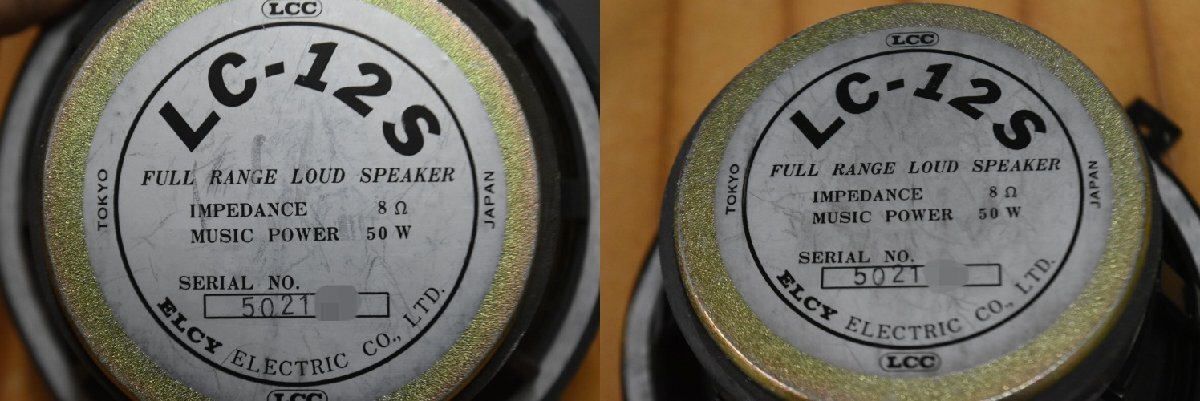 LCC
LC-12S
TOKYO
JAPAN
FULL RANGE LOUD SPEAKER
IMPEDANCE 8 Ω
MUSIC POWER 50 W
SERIAL NO.
5021
ELCY ELECTRIC CO., LTD.
LCC
LCC
LC-12S
TOKYO
JAPAN
FULL RANGE LOUD SPEAKER
IMPEDANCE 8 Ω
MUSIC POWER 50 W
SERIAL NO.
5021
ELCY ELECTRIC CO., LTD.
LCC